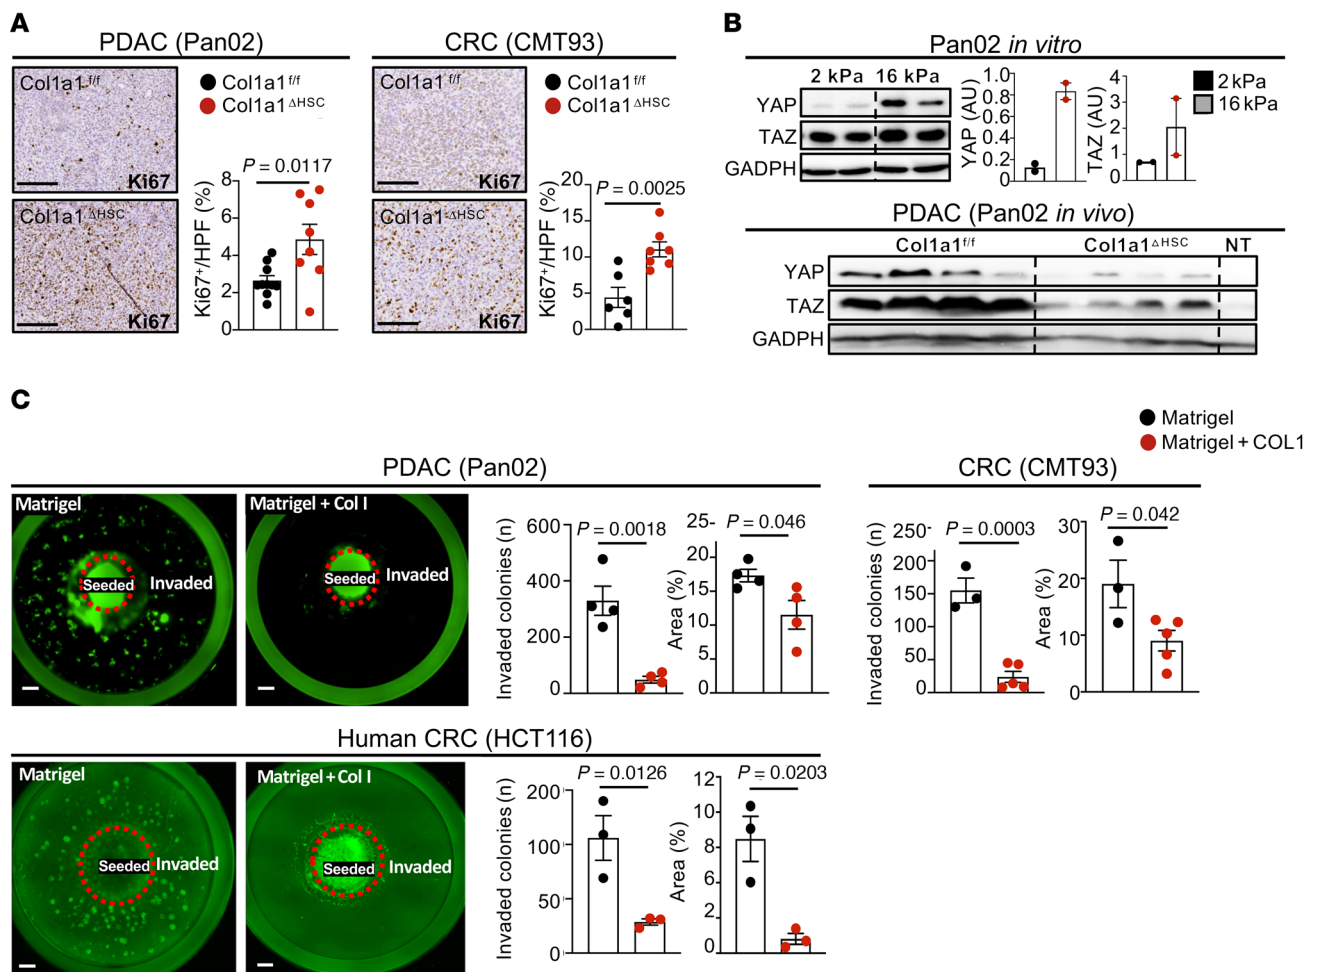 A
PDAC (Pan02)
CRC (CMT93)
Col1a1 f/f
Ki67
Col1a1 ΔHSC
Ki67
Col1a1 f/f
Col1a1 ΔHSC
P = 0.0117
Ki67+/HPF (%)
8
6
4
2
0
Col1a1 f/f
Ki67
Col1a1 ΔHSC
Ki67
Col1a1 f/f
Col1a1 ΔHSC
P = 0.0025
Ki67+/HPF (%)
20
15
10
5
0
B
Pan02 in vitro
2 kPa 16 kPa
YAP
TAZ
GADPH
YAP (AU)
1.0
0.8
0.6
0.4
0.2
0
TAZ (AU)
4
3
2
1
0
2 kPa
16 kPa
PDAC (Pan02 in vivo)
Col1a1 f/f Col1a1 ΔHSC NT
YAP
TAZ
GADPH
C
Matrigel
Matrigel + COL1
PDAC (Pan02)
CRC (CMT93)
Matrigel
Seeded
Invaded
Matrigel + Col I
Seeded
Invaded
P = 0.0018
Invaded colonies (n)
600
400
200
0
P = 0.046
Area (%)
25
20
15
10
5
0
P = 0.0003
Invaded colonies (n)
250
200
150
100
50
0
P = 0.042
Area (%)
30
20
10
0
Human CRC (HCT116)
Matrigel
Seeded
Invaded
Matrigel + Col I
Seeded
Invaded
P = 0.0126
Invaded colonies (n)
200
100
50
0
P = 0.0203
Area (%)
12
10
8
6
2
0